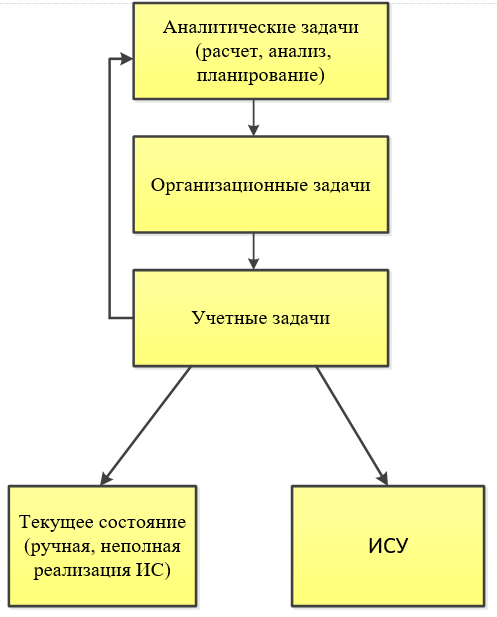 Аналитические задачи
(расчет, анализ,
планирование)
Организационные задачи
Учетные задачи
Текущее состояние
(ручная, неполная
реализация ИС)
ИСУ